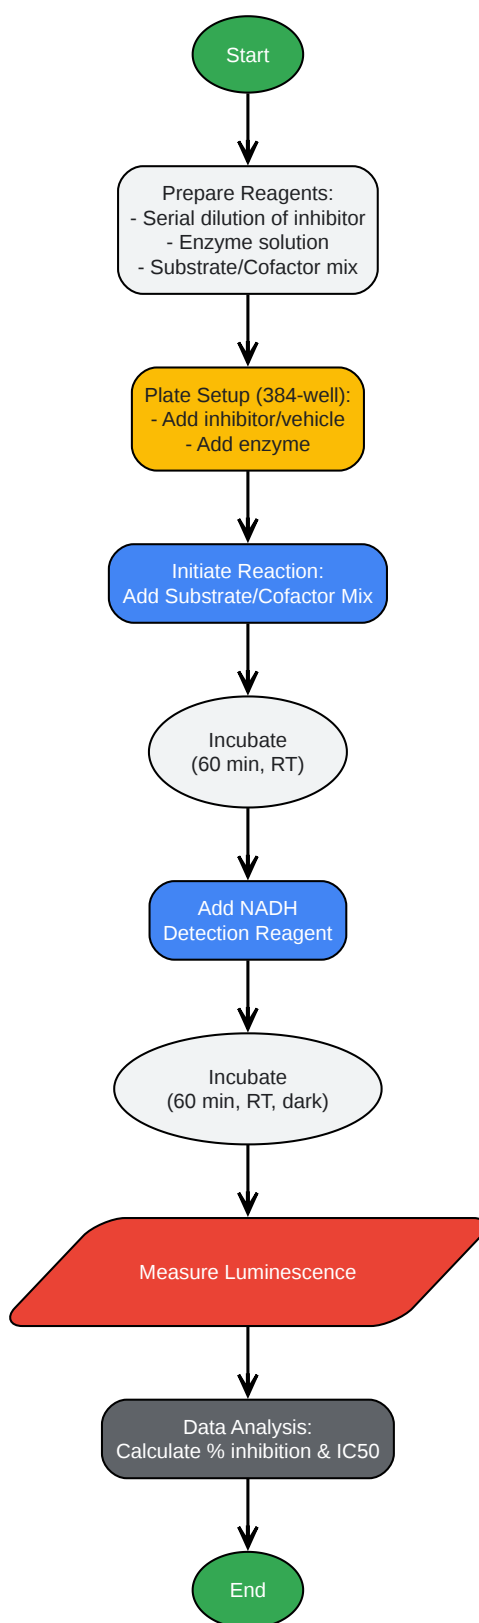 Start
Prepare Reagents:
- Serial dilution of inhibitor
- Enzyme solution
- Substrate/Cofactor mix
Plate Setup (384-well):
- Add inhibitor/vehicle
- Add enzyme
Initiate Reaction:
Add Substrate/Cofactor Mix
Incubate
(60 min, RT)
Add NADH
Detection Reagent
Incubate
(60 min, RT, dark)
Measure Luminescence
Data Analysis:
Calculate % inhibition & IC50
End